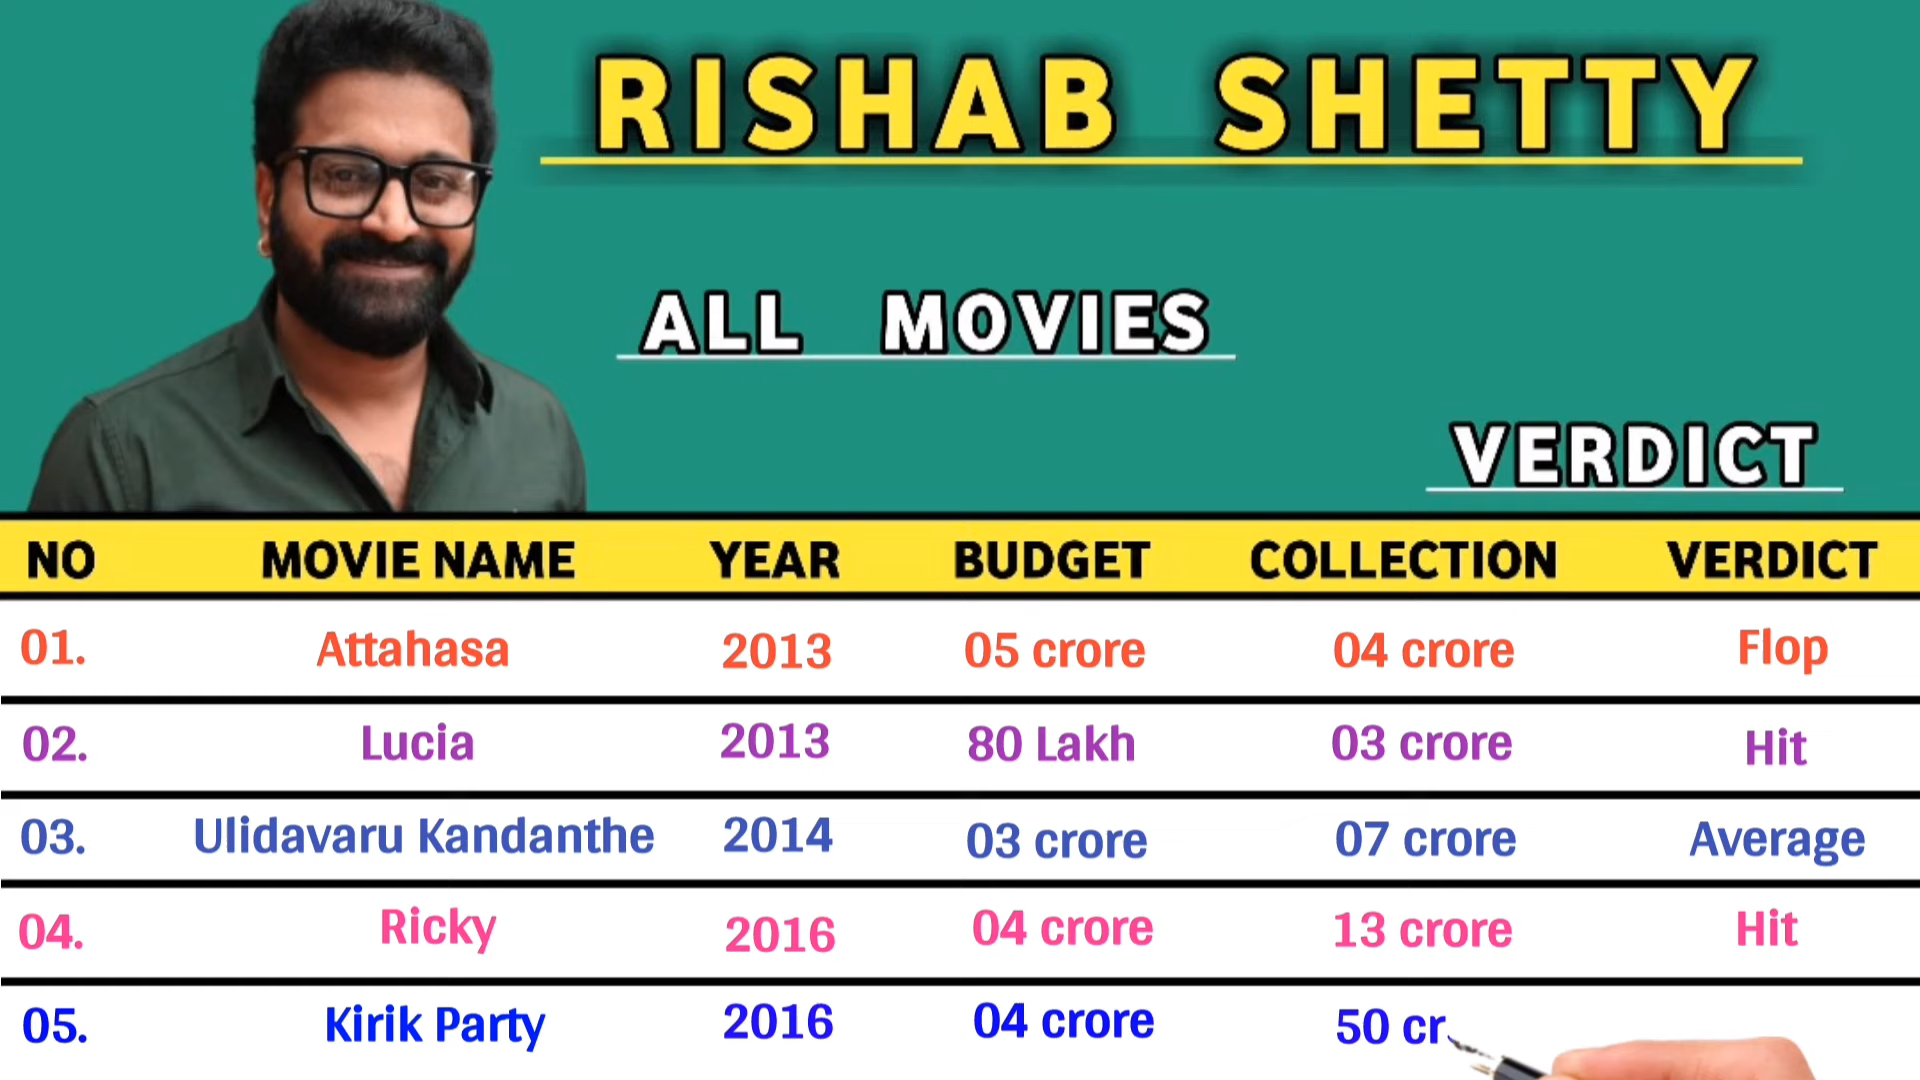 RISHAB SHETTY
ALL MOVIES
VERDICT
NO MOVIE NAME YEAR BUDGET COLLECTION VERDICT
01. Attahasa 2013 05 crore 04 crore Flop
02. Lucia 2013 80 Lakh 03 crore Hit
03. Ulidavaru Kandanthe 2014 03 crore 07 crore Average
04. Ricky 2016 04 crore 13 crore Hit
05. Kirik Party 2016 04 crore 50 cr